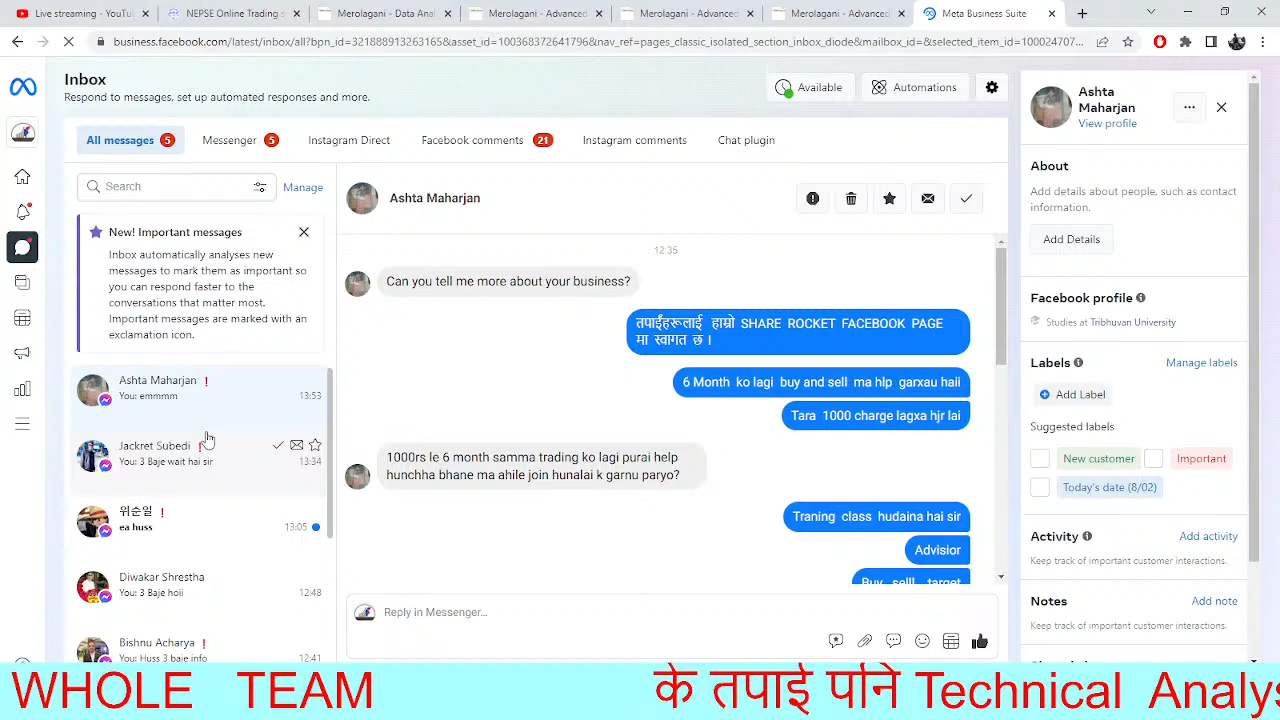 Live streaming - YouTu
NEPSE Online Trading s
Merolagani - Data Anal
Merolagani - Advanced
Merolagani - Advanced
Merolagani - Advanced
Meta Business Suite
business.facebook.com/latest/inbox/all?bpn_id=321888913263165&asset_id=100368372641796&nav_ref=pages_classic_isolated_section_inbox_diode&mailbox_id=&selected_item_id=100024707...
Inbox
Respond to messages, set up automated responses and more.
Available
Automations
All messages 5
Messenger 5
Instagram Direct
Facebook comments 21
Instagram comments
Chat plugin
Search
Manage
New! Important messages
Inbox automatically analyses new
messages to mark them as important so
you can respond faster to the
conversations that matter most.
Important messages are marked with an
exclamation icon.
Ashta Maharjan !
You: emmmm
13:53
Jackret Subedi !
You: 3 Baje wait hai sir
13:34
위순일 !
ea huss
13:05
Diwakar Shrestha
You: 3 Baje hoii
12:48
Bishnu Acharya !
You: Huss 3 baje info
12:41
Ashta Maharjan
12:35
Can you tell me more about your business?
तपाईंहरूलाई हाम्रो SHARE ROCKET FACEBOOK PAGE
मा स्वागत छ ।
6 Month ko lagi buy and sell ma hlp garxau haii
Tara 1000 charge lagxa hjr lai
1000rs le 6 month samma trading ko lagi purai help
hunchha bhane ma ahile join hunalai k garnu paryo?
Traning class hudaina hai sir
Advisior
Buy selll target
Reply in Messenger...
Ashta
Maharjan
View profile
About
Add details about people, such as contact
information.
Add Details
Facebook profile
Studies at Tribhuvan University
Labels
Manage labels
Add Label
Suggested labels
New customer
Important
Today's date (8/02)
Activity
Add activity
Keep track of important customer interactions.
Notes
Add note
Keep track of important customer interactions.
WHOLE TEAM
के तपाई पनि Technical Analys